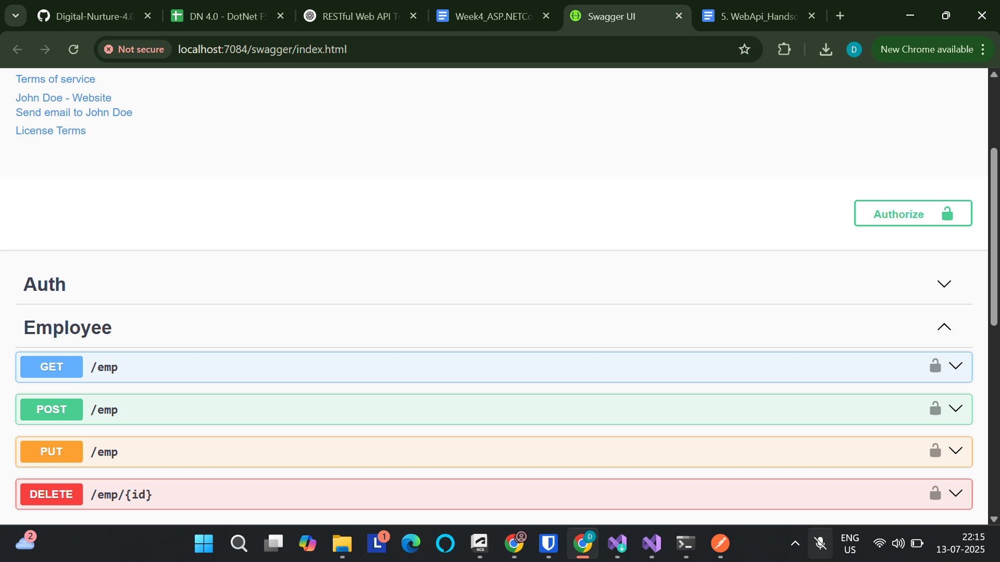 Digital-Nurture-4.0
DN 4.0 - DotNet FS
RESTful Web API T
Week4_ASP.NETCo
Swagger UI
5. WebApi_Handso
Not secure
localhost:7084/swagger/index.html
D
New Chrome available
Terms of service
John Doe - Website
Send email to John Doe
License Terms
Authorize
Auth
Employee
GET /emp
POST /emp
PUT /emp
DELETE /emp/{id}
2
L
1
ACS
D
ENG
US
22:15
13-07-2025